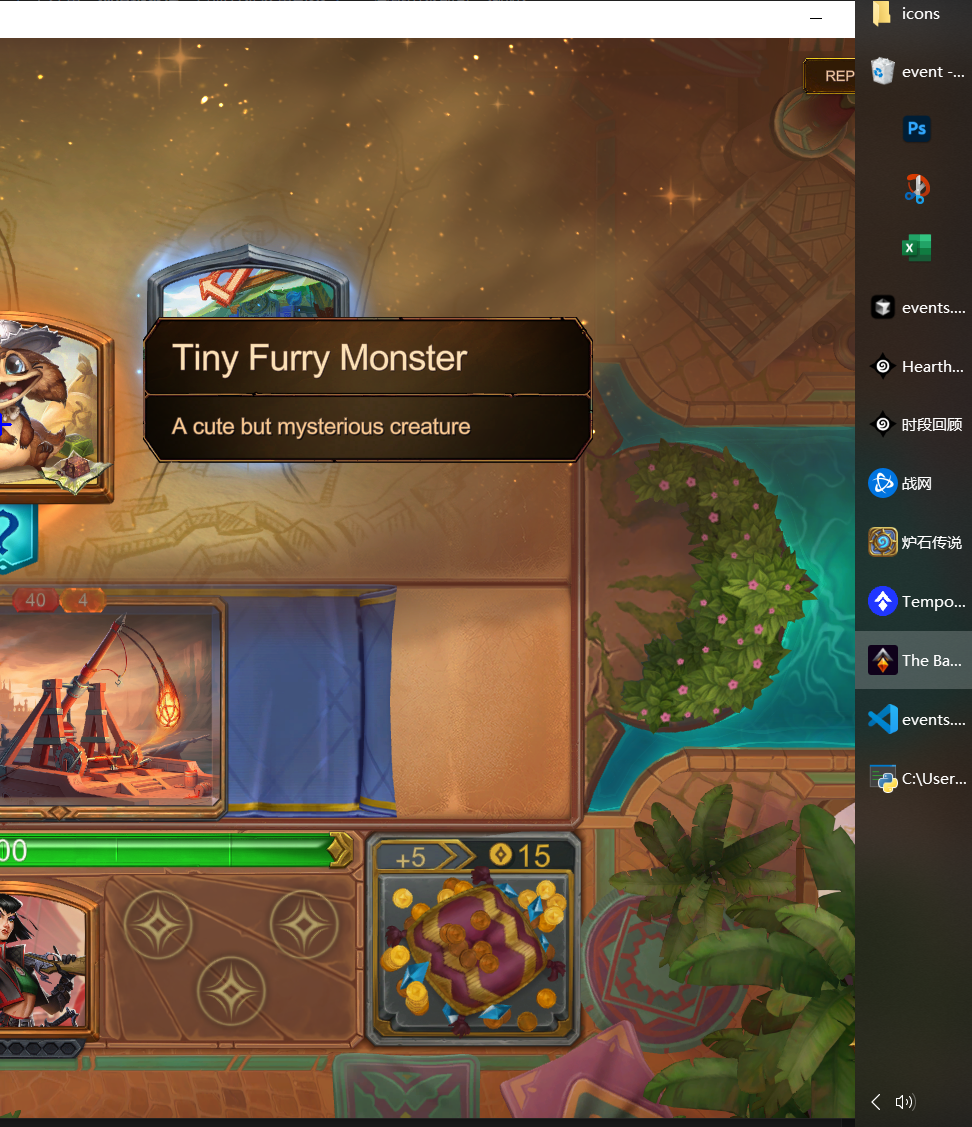 REP
Tiny Furry Monster
A cute but mysterious creature
?
40
4
00
+5
15
icons
event -...
Ps
X
events....
Hearth...
时段回顾
战网
炉石传说
Tempo...
The Ba...
events....
C:\User...